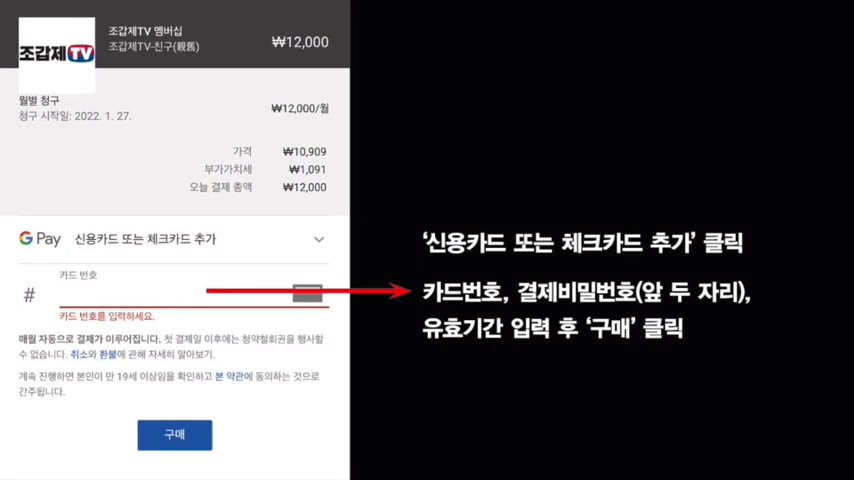 조갑제TV
조갑제TV 멤버십
조갑제TV-친구(親舊)
₩12,000
월별 청구
₩12,000/월
청구 시작일: 2022. 1. 27.
가격 ₩10,909
부가가치세 ₩1,091
오늘 결제 총액 ₩12,000
G Pay 신용카드 또는 체크카드 추가
카드 번호
#
카드 번호를 입력하세요.
매월 자동으로 결제가 이루어집니다. 첫 결제일 이후에는 청약철회권을 행사할
수 없습니다. 취소와 환불에 관해 자세히 알아보기.
계속 진행하면 본인이 만 19세 이상임을 확인하고 본 약관에 동의하는 것으로
간주됩니다.
구매
‘신용카드 또는 체크카드 추가’ 클릭
카드번호, 결제비밀번호(앞 두 자리),
유효기간 입력 후 ‘구매’ 클릭